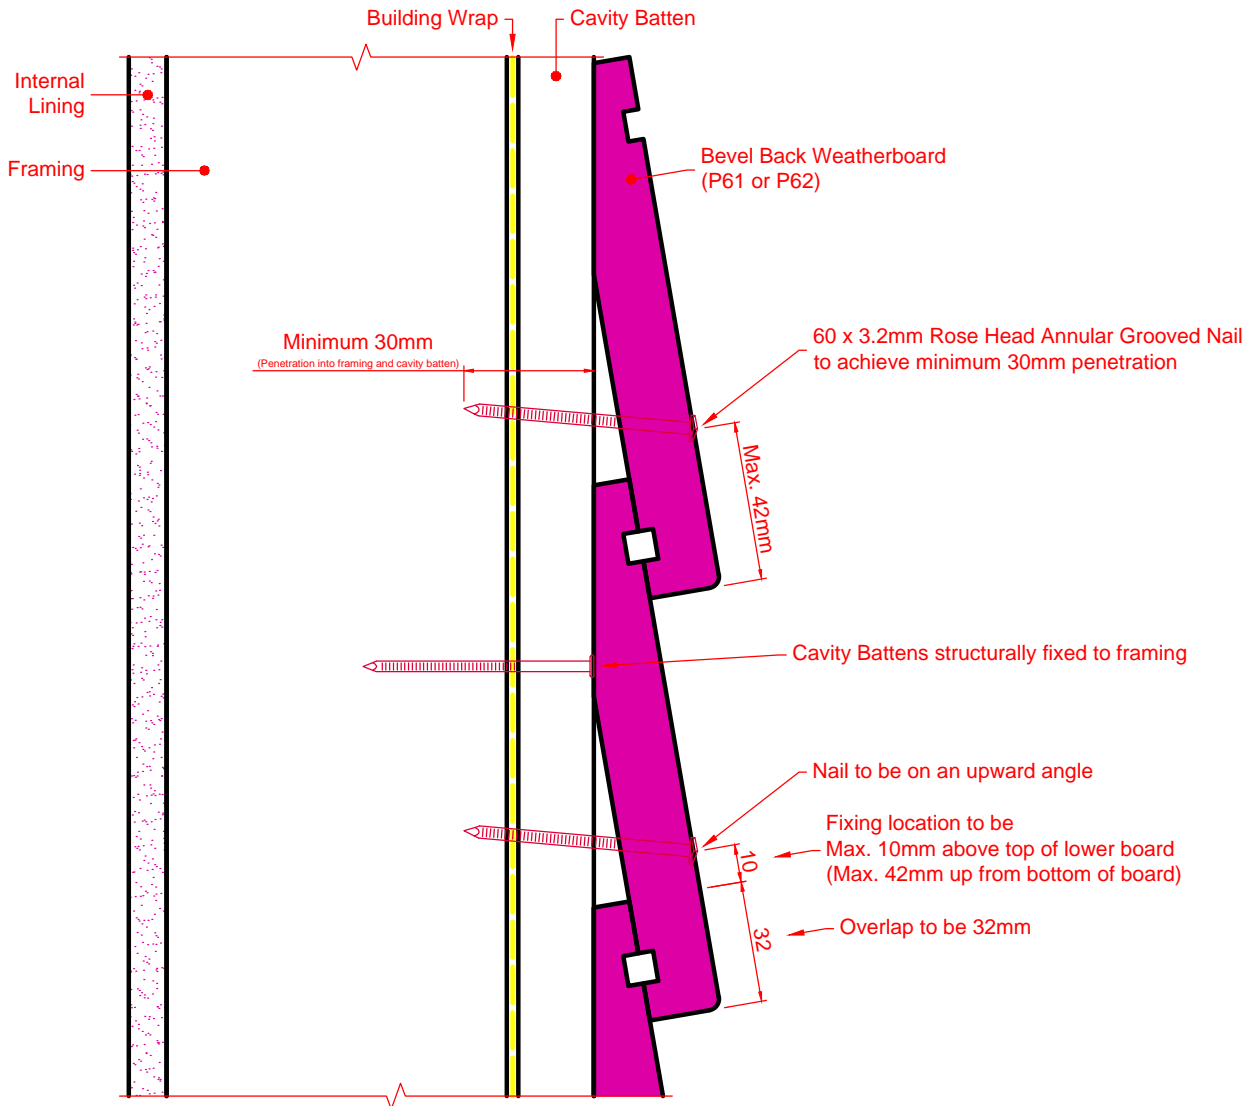 Building Wrap
Cavity Batten
Internal
Lining
Framing
Bevel Back Weatherboard
(P61 or P62)
Minimum 30mm
(Penetration into framing and cavity batten)
60 x 3.2mm Rose Head Annular Grooved Nail
to achieve minimum 30mm penetration
Max. 42mm
Cavity Battens structurally fixed to framing
Nail to be on an upward angle
Fixing location to be
Max. 10mm above top of lower board
(Max. 42mm up from bottom of board)
10
32
Overlap to be 32mm